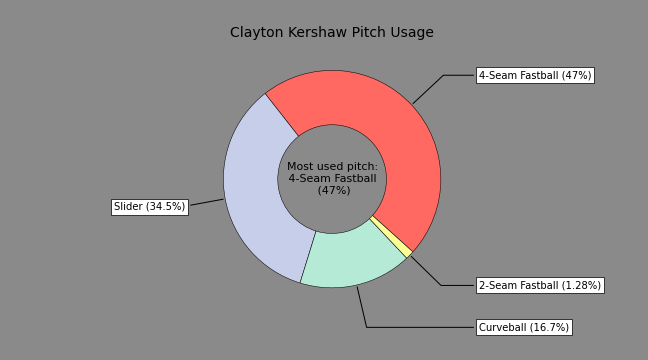 Clayton Kershaw Pitch Usage
4-Seam Fastball (47%)
Most used pitch:
4-Seam Fastball
(47%)
Slider (34.5%)
2-Seam Fastball (1.28%)
Curveball (16.7%)